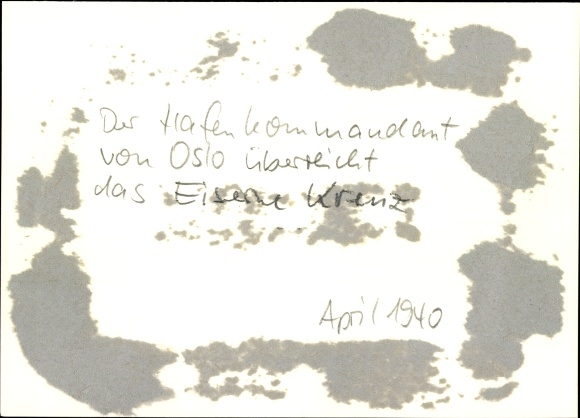 Der Hafenkommandant
von Oslo überreicht
das Eiserne Kreuz
April 1940